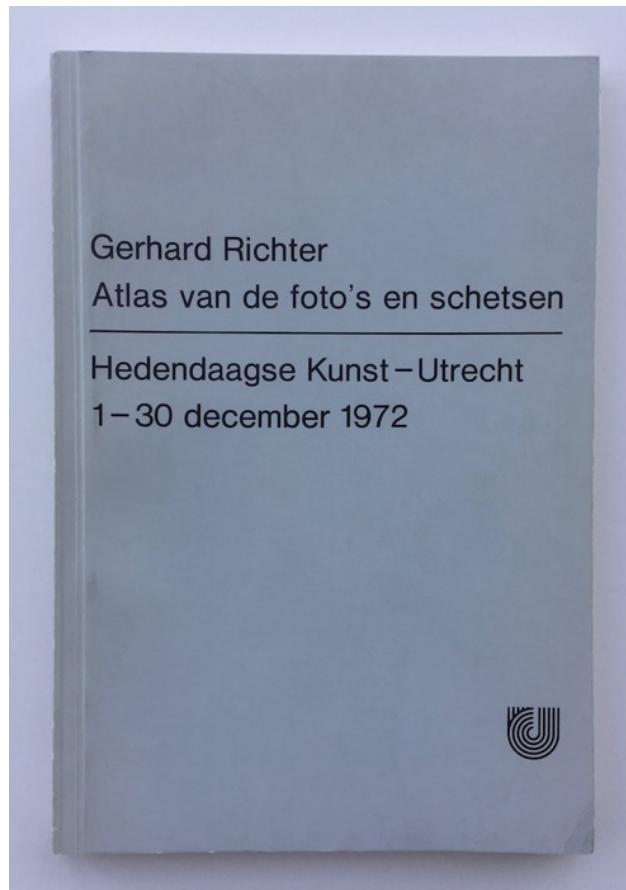 Gerhard Richter
Atlas van de foto's en schetsen
Hedendaagse Kunst–Utrecht
1–30 december 1972